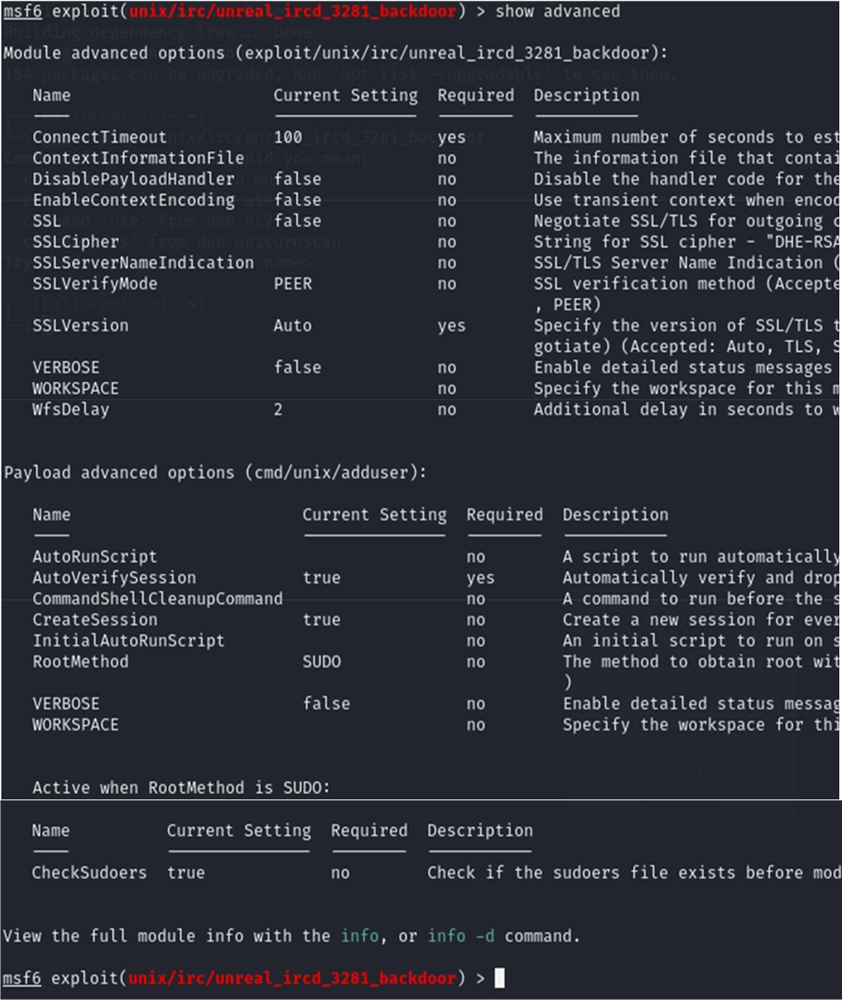 msf6 exploit(unix/irc/unreal_ircd_3281_backdoor) > show advanced
Module advanced options (exploit/unix/irc/unreal_ircd_3281_backdoor):
Name Current Setting Required Description
ConnectTimeout 100 yes Maximum number of seconds to est
ContextInformationFile no The information file that contai
DisablePayloadHandler false no Disable the handler code for the
EnableContextEncoding false no Use transient context when encod
SSL false no Negotiate SSL/TLS for outgoing c
SSLCipher no String for SSL cipher - "DHE-RSA
SSLServerNameIndication no SSL/TLS Server Name Indication (
SSLVerifyMode PEER no SSL verification method (Accepte
, PEER)
SSLVersion Auto yes Specify the version of SSL/TLS t
gotiate) (Accepted: Auto, TLS, S
VERBOSE false no Enable detailed status messages
WORKSPACE no Specify the workspace for this m
WfsDelay 2 no Additional delay in seconds to w
Payload advanced options (cmd/unix/adduser):
Name Current Setting Required Description
AutoRunScript no A script to run automatically
AutoVerifySession true yes Automatically verify and drop
CommandShellCleanupCommand no A command to run before the s
CreateSession true no Create a new session for ever
InitialAutoRunScript no An initial script to run on s
RootMethod SUDO no The method to obtain root wit
)
VERBOSE false no Enable detailed status messag
WORKSPACE no Specify the workspace for thi
Active when RootMethod is SUDO:
Name Current Setting Required Description
CheckSudoers true no Check if the sudoers file exists before mod
View the full module info with the info, or info -d command.
msf6 exploit(unix/irc/unreal_ircd_3281_backdoor) >